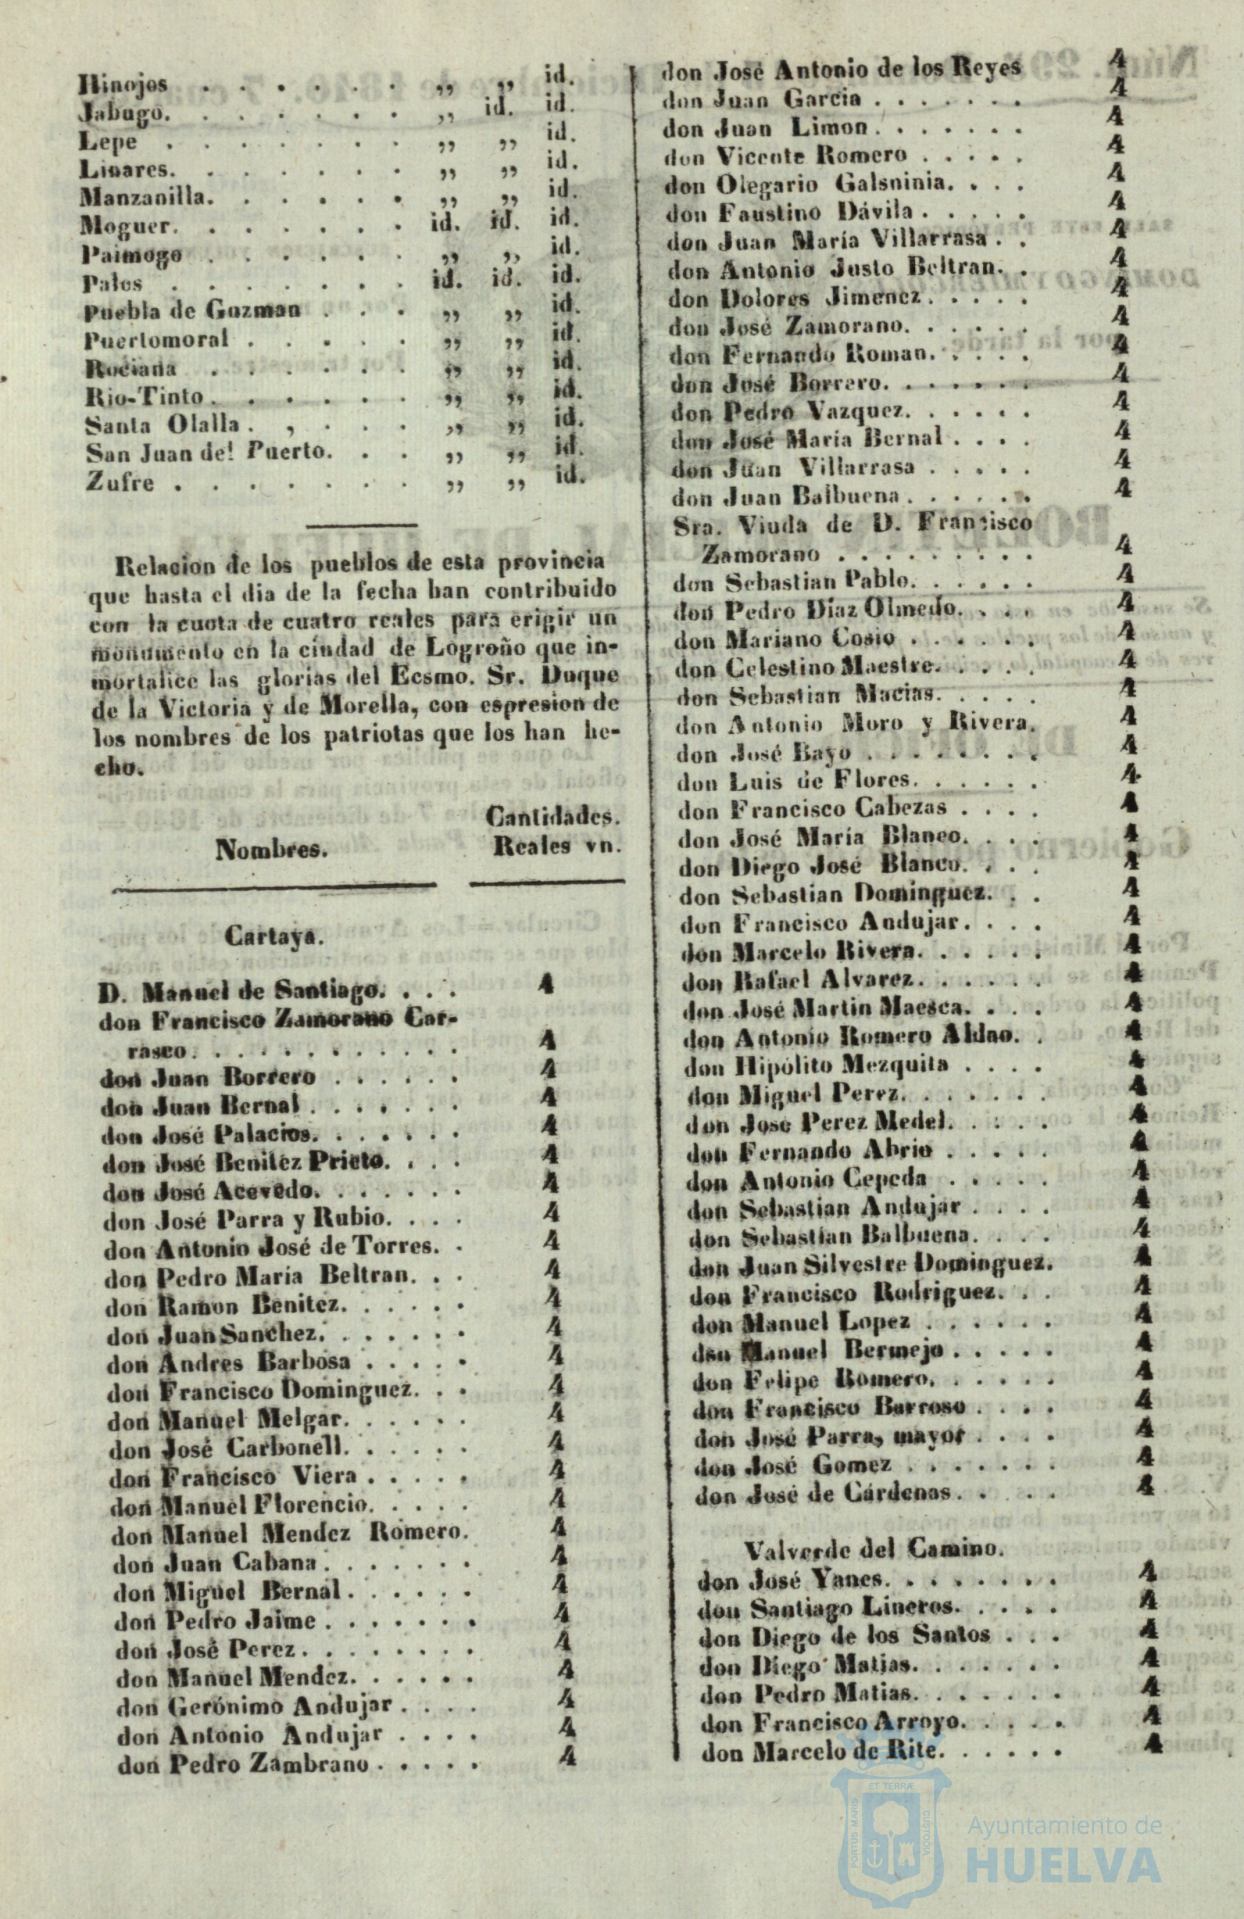 Hinojos . . . . . . . ,, ,, id.
Jabugo. . . . . . . . ,, id. id.
Lepe . . . . . . . . ,, ,, id.
Linares. . . . . . . . ,, ,, id.
Manzanilla. . . . . . . ,, ,, id.
Moguer. . . . . . . . id. id. id.
Paimogo . . . . . . . ,, ,, id.
Palos . . . . . . . . id. id. id.
Puebla de Guzman . . . . ,, ,, id.
Puertomoral . . . . . . ,, ,, id.
Rociana . . . . . . . ,, ,, id.
Rio-Tinto. . . . . . . ,, ,, id.
Santa Olalla . , . . . . ,, ,, id.
San Juan del Puerto. . . . ,, ,, id.
Zufre . . . . . . . . ,, ,, id.
Relacion de los pueblos de esta provincia
que hasta el dia de la fecha han contribuido
con la cuota de cuatro reales para erigir un
monumento en la ciudad de Logroño que in-
mortalice las glorias del Ecsmo. Sr. Duque
de la Victoria y de Morella, con espresion de
los nombres de los patriotas que los han he-
cho.
Cantidades.
Nombres. Reales vn.
Cartaya.
D. Manuel de Santiago. . . . 4
don Francisco Zamorano Car-
rasco. . . . . . . . . . . 4
don Juan Borrero . . . . . . 4
don Juan Bernal . . . . . . . 4
don José Palacios. . . . . . . 4
don José Benitez Prieto. . . . 4
don José Acevedo. . . . . . . 4
don José Parra y Rubio. . . . 4
don Antonio José de Torres. . 4
don Pedro María Beltran. . . 4
don Ramon Benitez. . . . . . 4
don Juan Sanchez. . . . . . . 4
don Andres Barbosa . . . . . 4
don Francisco Dominguez. . . 4
don Manuel Melgar. . . . . . 4
don José Carbonell. . . . . . 4
don Francisco Viera . . . . . 4
don Manuel Florencio. . . . . 4
don Manuel Mendez Romero. 4
don Juan Cabana . . . . . . . 4
don Miguel Bernal . . . . . . 4
don Pedro Jaime . . . . . . . 4
don José Perez . . . . . . . . 4
don Manuel Mendez. . . . . . 4
don Gerónimo Andujar . . . . 4
don Antonio Andujar . . . . 4
don Pedro Zambrano . . . . . 4
don José Antonio de los Reyes 4
don Juan Garcia . . . . . . . 4
don Juan Limon. . . . . . . 4
don Vicente Romero . . . . . 4
don Olegario Galsninia. . . . 4
don Faustino Dávila . . . . . 4
don Juan María Villarrasa . . 4
don Antonio Justo Beltran. . 4
don Dolores Jimenez. . . . . 4
don José Zamorano. . . . . . 4
don Fernando Roman. . . . . 4
don José Borrero. . . . . . . 4
don Pedro Vazquez. . . . . . 4
don José María Bernal . . . . 4
don Juan Villarrasa . . . . . 4
don Juan Balbuena . . . . . . 4
Sra. Viuda de D. Francisco
Zamorano . . . . . . . . . 4
don Sebastian Pablo. . . . . . 4
don Pedro Díaz Olmedo. . . . 4
don Mariano Cosio . . . . . . 4
don Celestino Maestre. . . . . 4
don Sebastian Macias. . . . . 4
don Antonio Moro y Rivera. 4
don José Bayo . . . . . . . . 4
don Luis de Flores. . . . . . 4
don Francisco Cabezas . . . . 4
don José María Blanco. . . . 4
don Diego José Blanco. . . . 4
don Sebastian Dominguez. . . 4
don Francisco Andujar. . . . 4
don Marcelo Rivera. . . . . . 4
don Rafael Alvarez. . . . . . 4
don José Martin Maesca. . . . 4
don Antonio Romero Aldao. . 4
don Hipólito Mezquita . . . . 4
don Miguel Perez. . . . . . . 4
don Jose Perez Medel. . . . . 4
don Fernando Abrio . . . . . 4
don Antonio Cepeda . . . . . 4
don Sebastian Andujar . . . . 4
don Sebastian Balbuena. . . . 4
don Juan Silvestre Dominguez. 4
don Francisco Rodriguez. . . 4
don Manuel Lopez . . . . . . 4
don Manuel Bermejo . . . . . 4
don Felipe Romero. . . . . . 4
don Francisco Barroso . . . . 4
don José Parra, mayor . . . . 4
don José Gomez . . . . . . . 4
don José de Cárdenas. . . . . 4
Valverde del Camino.
don José Yanes. . . . . . . . 4
don Santiago Lineros. . . . . 4
don Diego de los Santos . . . 4
don Diego Matias. . . . . . . 4
don Pedro Matias. . . . . . . 4
don Francisco Arroyo. . . . . 4
don Marcelo de Rite. . . . . . 4
ET TERRÆ
PORTUS MARIS
CUSTODIA
Ayuntamiento de
HUELVA